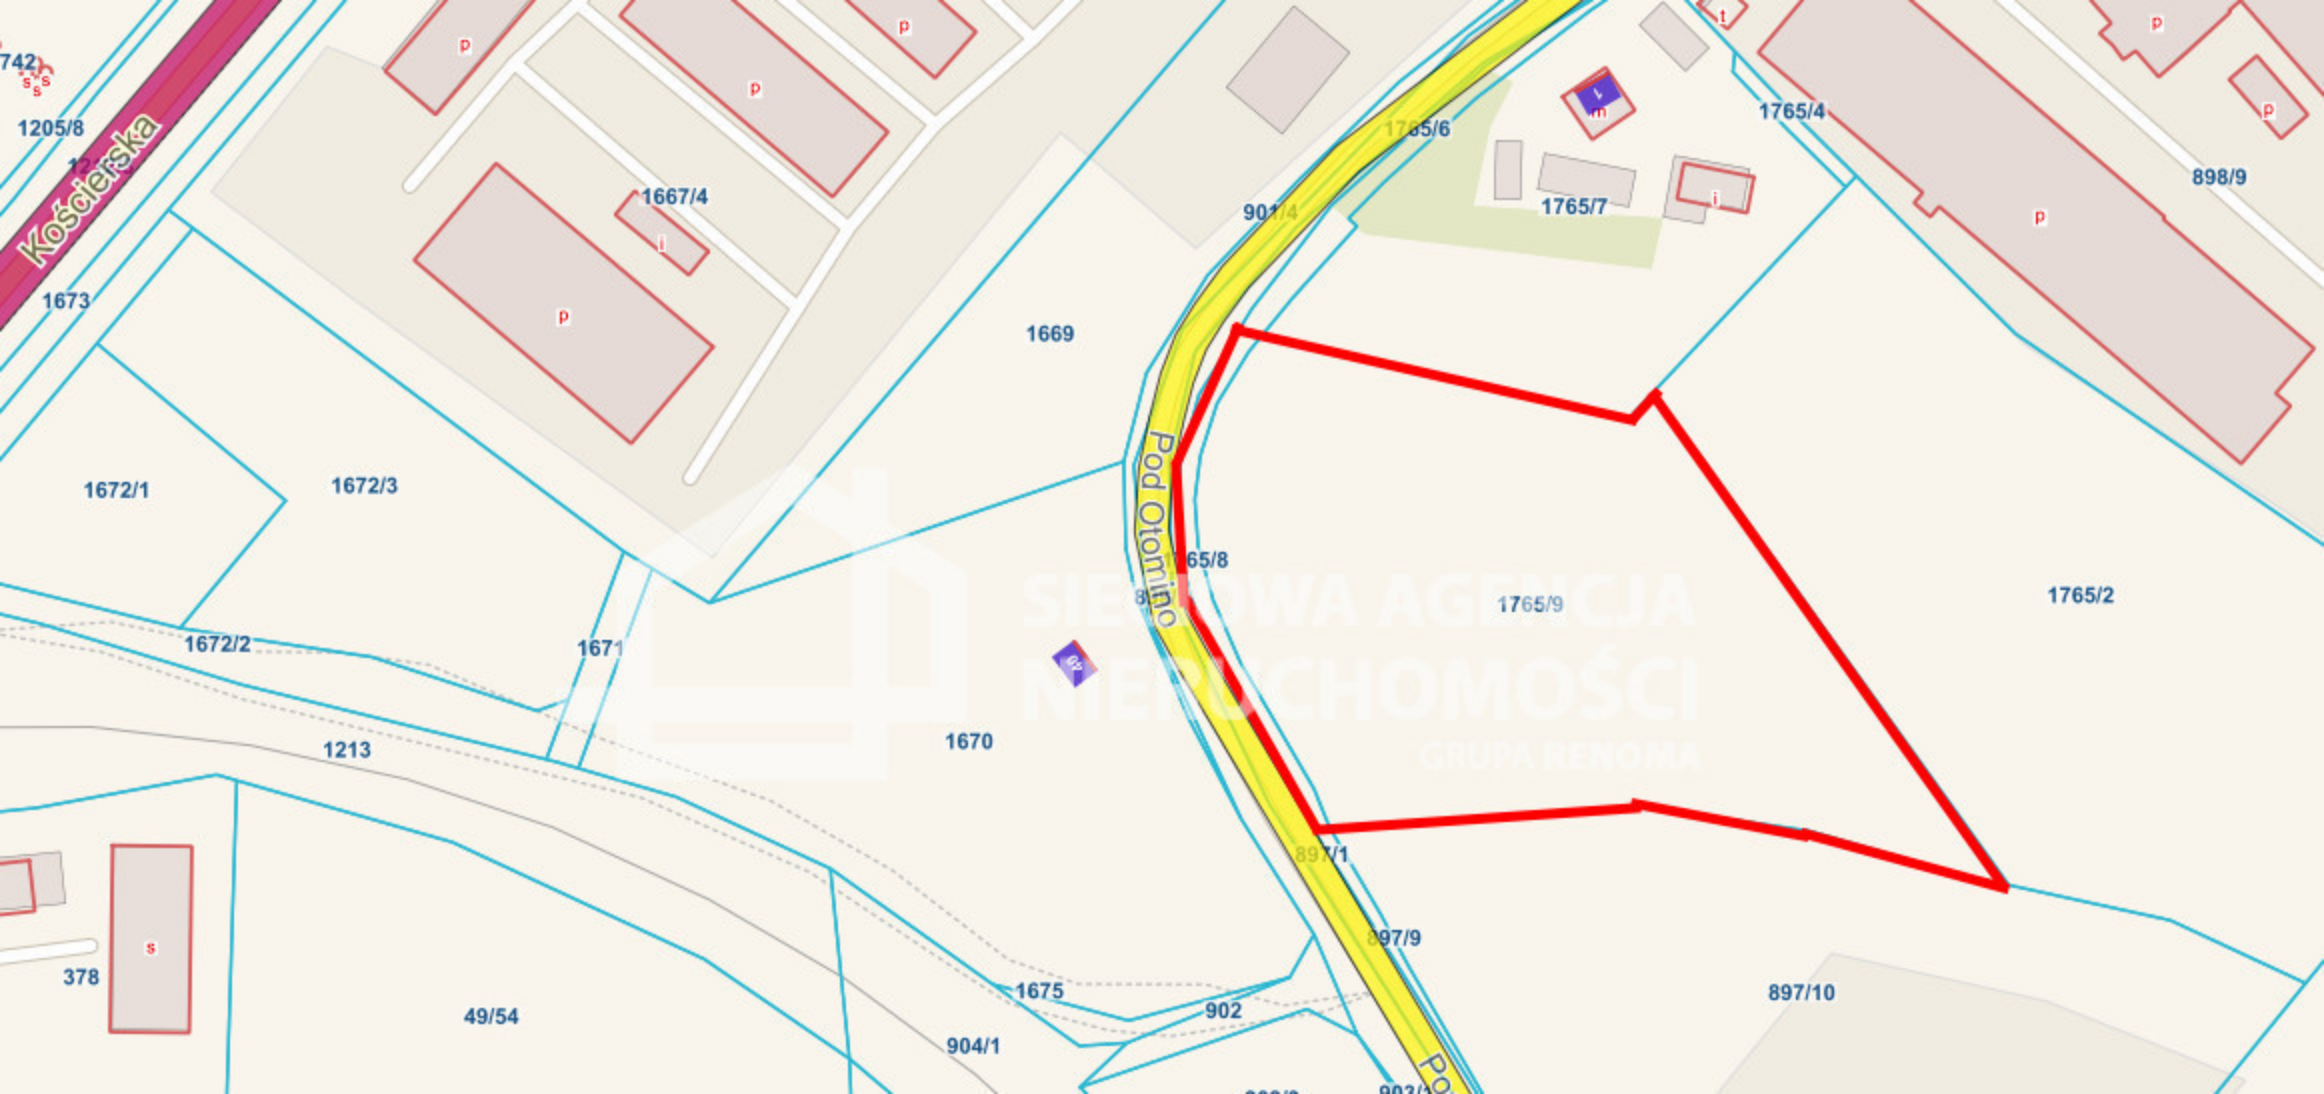 p
p
p
t
p
742
s
s
s
m
p
1205/8
Kościerska
1765/6
1765/4
1667/4
i
901/4
1765/7
i
898/9
p
1673
p
1669
1672/1
1672/3
Pod Otomino
1765/8
1765/9
1765/2
SIECIOWA AGENCJA
NIERUCHOMOŚCI
GRUPA RENOMA
1672/2
1671
1670
1213
897/1
897/9
s
378
49/54
1675
902
904/1
897/10